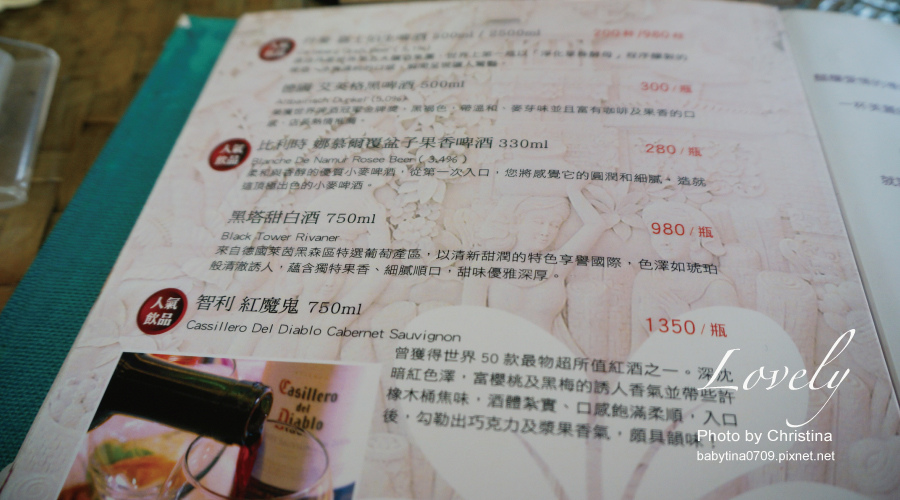 德國 艾英格黑啤酒 500ml
300 / 瓶
人氣飲品
比利時 娜慕爾覆盆子果香啤酒 330ml
280 / 瓶
Blanche De Namur Rosee Beer ( 3.4% )
柔和與香醇的優質小麥啤酒，從第一次入口，您將感覺它的圓潤和細膩。造就
這頂極出色的小麥啤酒。
黑塔甜白酒 750ml
980 / 瓶
Black Tower Rivaner
來自德國萊茵黑森區特選葡萄產區，以清新甜潤的特色享譽國際，色澤如琥珀
般清澈誘人，蘊含獨特果香、細膩順口，甜味優雅深厚。
人氣飲品
智利 紅魔鬼 750ml
1350 / 瓶
Cassillero Del Diablo Cabernet Sauvignon
曾獲得世界 50 款最物超所值紅酒之一。深沈
暗紅色澤，富櫻桃及黑梅的誘人香氣並帶些許
橡木桶焦味，酒體紮實、口感飽滿柔順，入口
後，勾勒出巧克力及漿果香氣，頗具韻味！
Casillero
del
Diablo
Lovely
Photo by Christina
babytina0709.pixnet.net